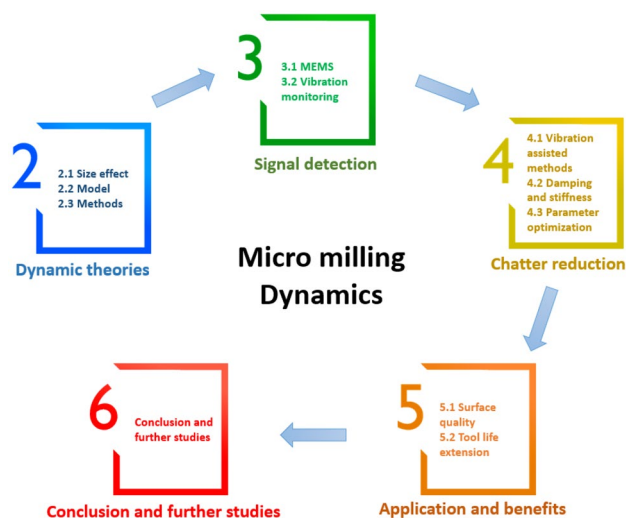 3
3.1 MEMS
3.2 Vibration
monitoring
Signal detection
2
2.1 Size effect
2.2 Model
2.3 Methods
Dynamic theories
4
4.1 Vibration
assisted
methods
4.2 Damping
and stiffness
4.3 Parameter
optimization
Chatter reduction
Micro milling
Dynamics
6
Conclusion and
further studies
Conclusion and further studies
5
5.1 Surface
quality
5.2 Tool life
extension
Application and benefits